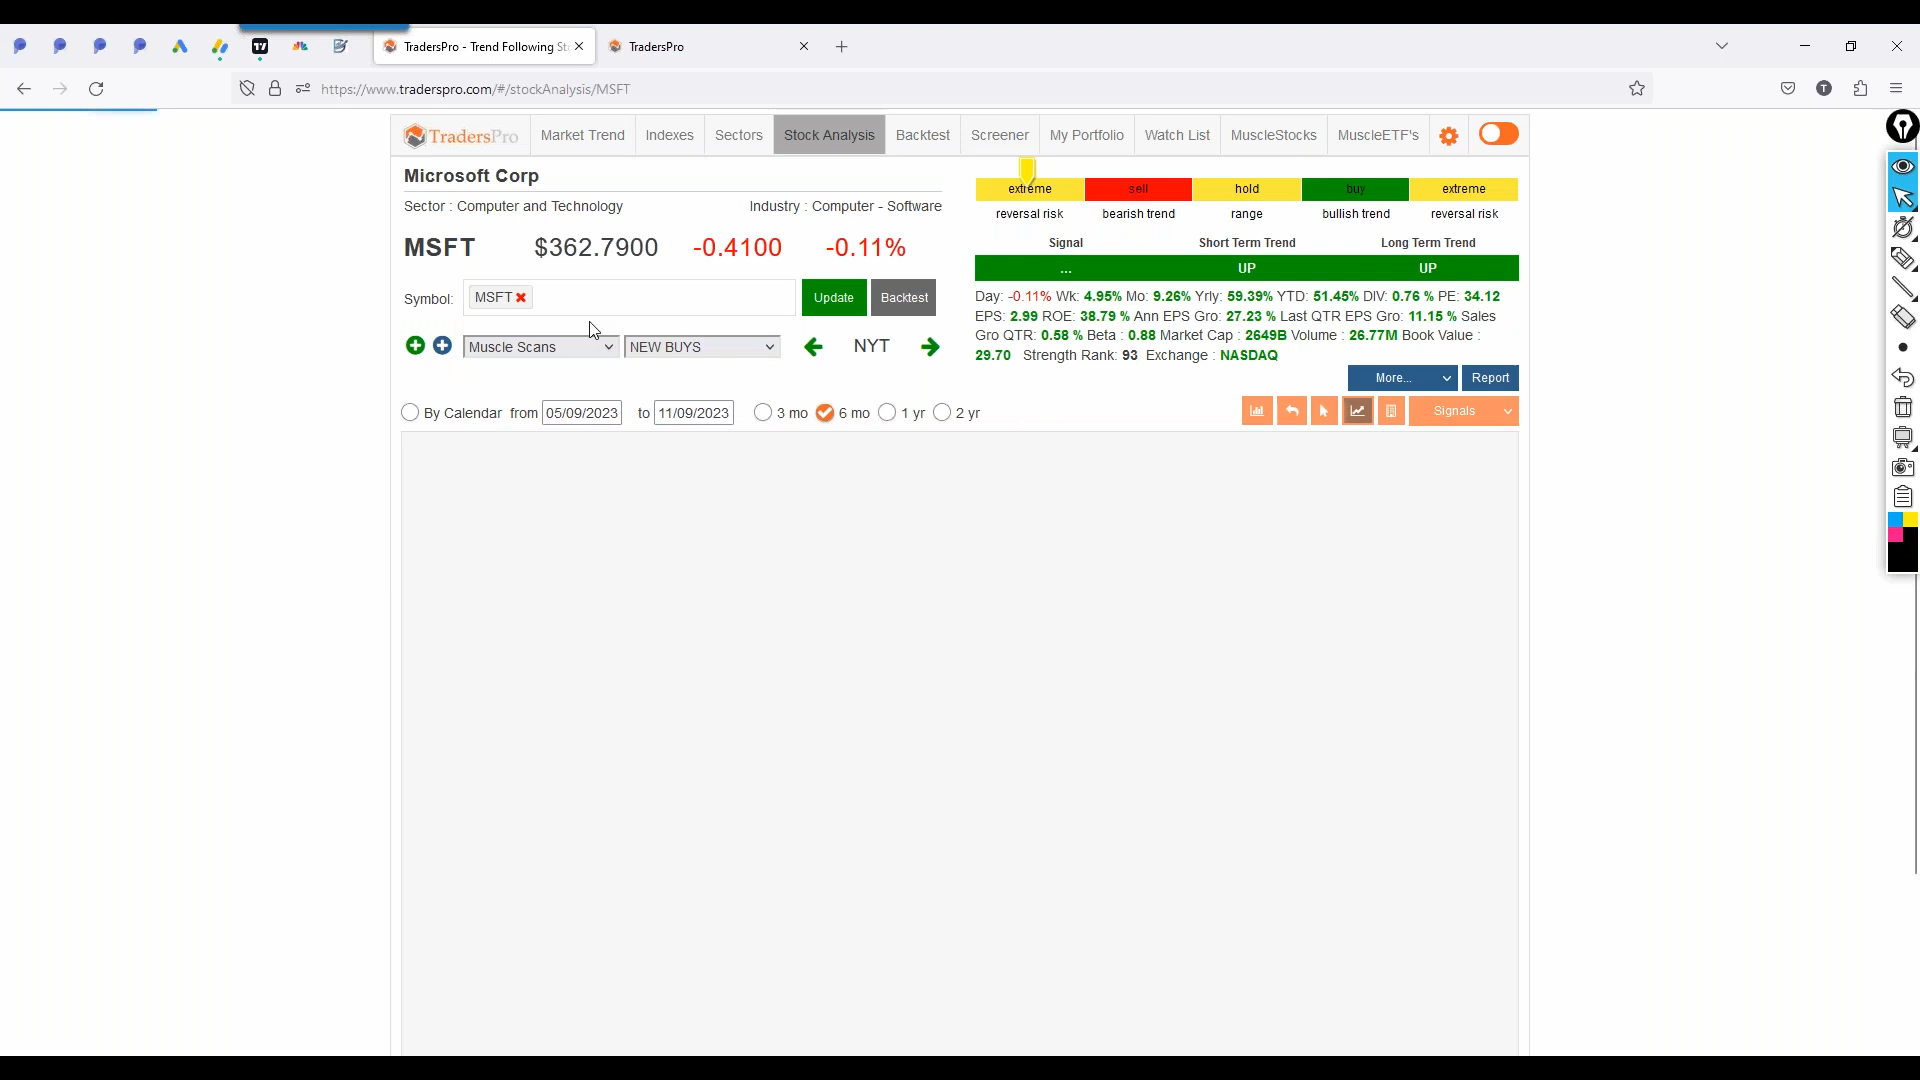 TradersPro - Trend Following Sto
TradersPro
https://www.traderspro.com/#/stockAnalysis/MSFT
TradersPro Market Trend Indexes Sectors Stock Analysis Backtest Screener My Portfolio Watch List MuscleStocks MuscleETF's
Microsoft Corp
Sector : Computer and Technology Industry : Computer - Software
extreme sell hold buy extreme
reversal risk bearish trend range bullish trend reversal risk
MSFT $362.7900 -0.4100 -0.11%
Signal Short Term Trend Long Term Trend
... UP UP
Symbol: MSFT Update Backtest
Day: -0.11% Wk: 4.95% Mo: 9.26% Yrly: 59.39% YTD: 51.45% DIV: 0.76 % PE: 34.12
EPS: 2.99 ROE: 38.79 % Ann EPS Gro: 27.23 % Last QTR EPS Gro: 11.15 % Sales
Gro QTR: 0.58 % Beta : 0.88 Market Cap : 2649B Volume : 26.77M Book Value :
29.70 Strength Rank: 93 Exchange : NASDAQ
Muscle Scans NEW BUYS NYT
More... Report
By Calendar from 05/09/2023 to 11/09/2023 3 mo 6 mo 1 yr 2 yr
Signals